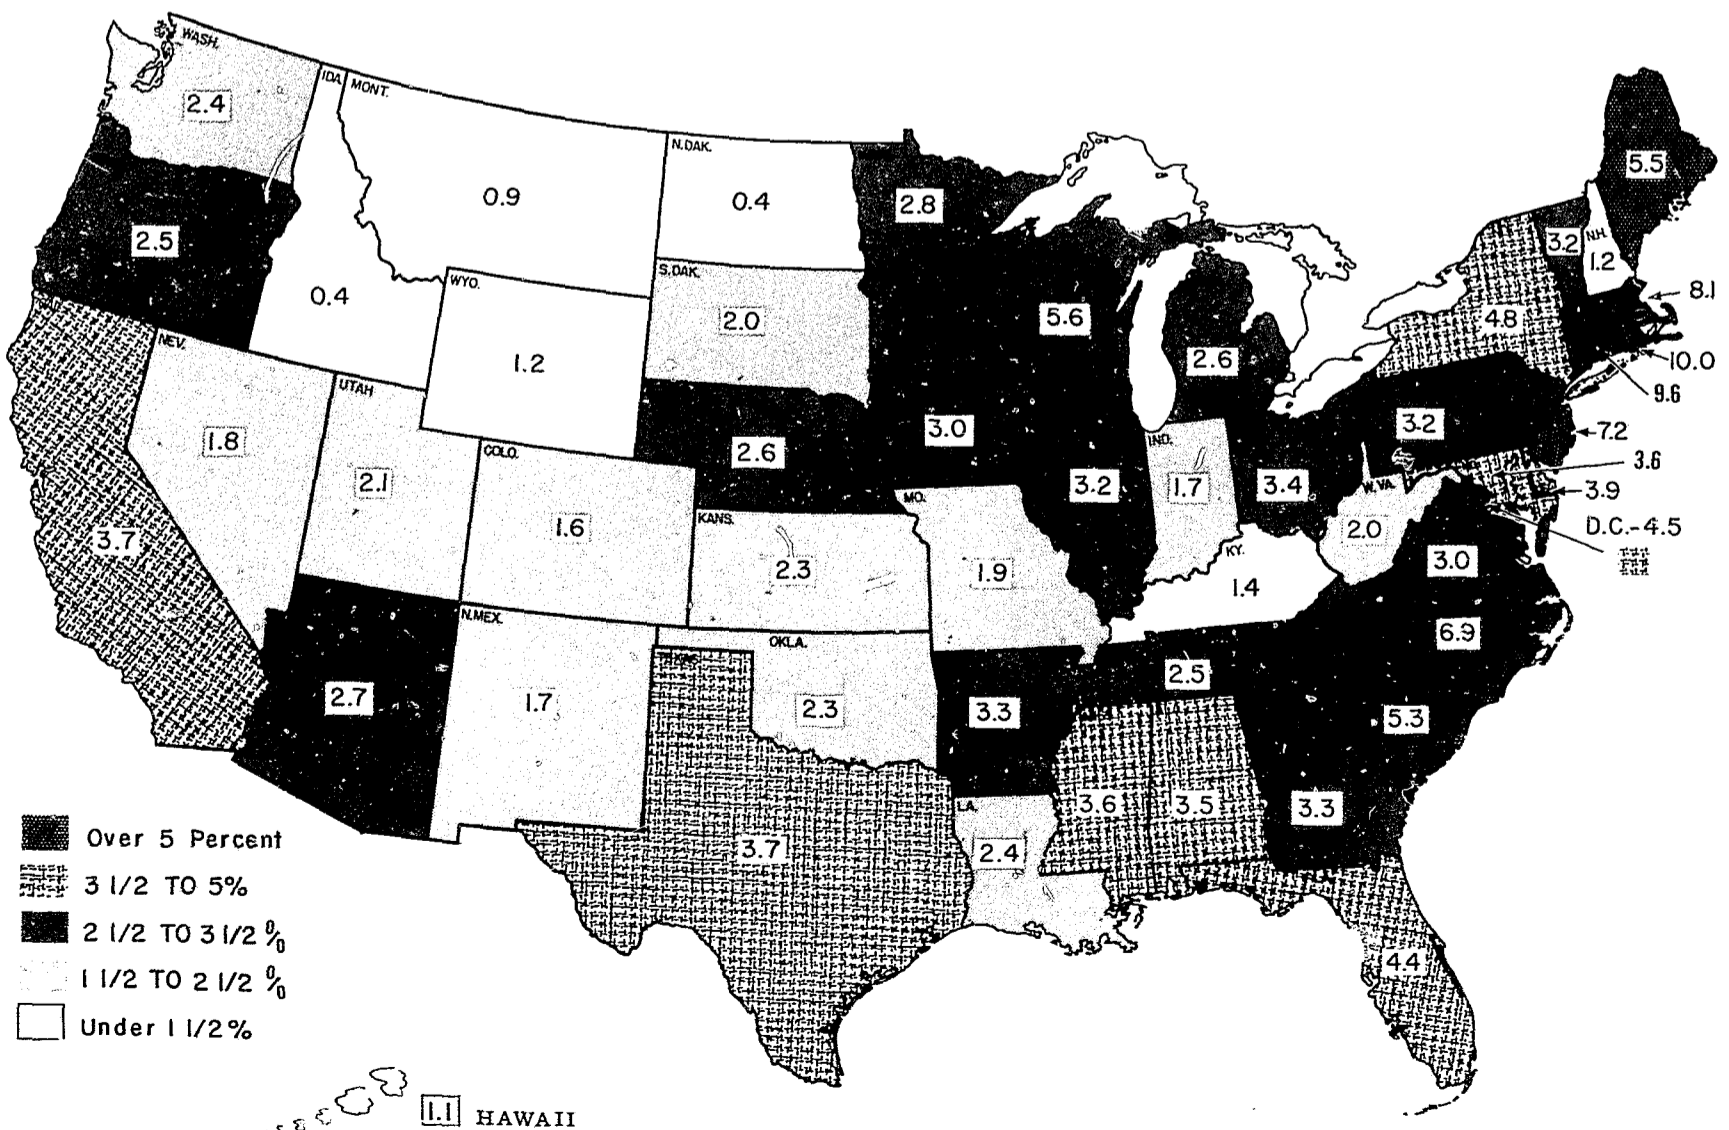 WASH.
2.4
IDA.
MONT.
0.9
N.DAK.
0.4
2.8
5.5
2.5
0.4
WYO.
1.2
S.DAK.
2.0
5.6
2.6
4.8
3.2
N.H.
1.2
8.1
10.0
9.6
7.2
3.6
3.9
D.C.-4.5
NEV.
1.8
UTAH
2.1
COLO.
1.6
2.6
3.0
3.2
IND.
1.7
3.4
3.2
W.VA.
2.0
3.0
3.7
KANS.
2.3
MO.
1.9
KY.
1.4
6.9
2.7
N.MEX.
1.7
OKLA.
2.3
TEXAS
3.3
2.5
5.3
3.7
LA.
2.4
3.6
3.5
3.3
4.4
Over 5 Percent
3 1/2 TO 5%
2 1/2 TO 3 1/2 %
1 1/2 TO 2 1/2 %
Under 1 1/2%
1.1 HAWAII